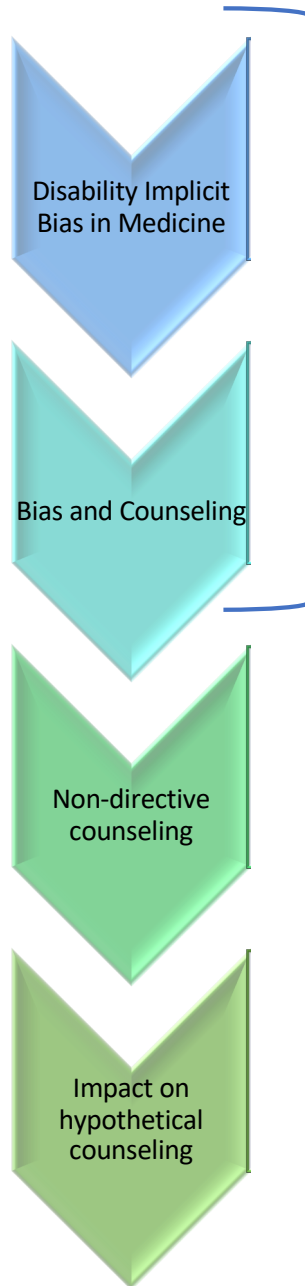 Disability Implicit
Bias in Medicine
Bias and Counseling
Non-directive
counseling
Impact on
hypothetical
counseling